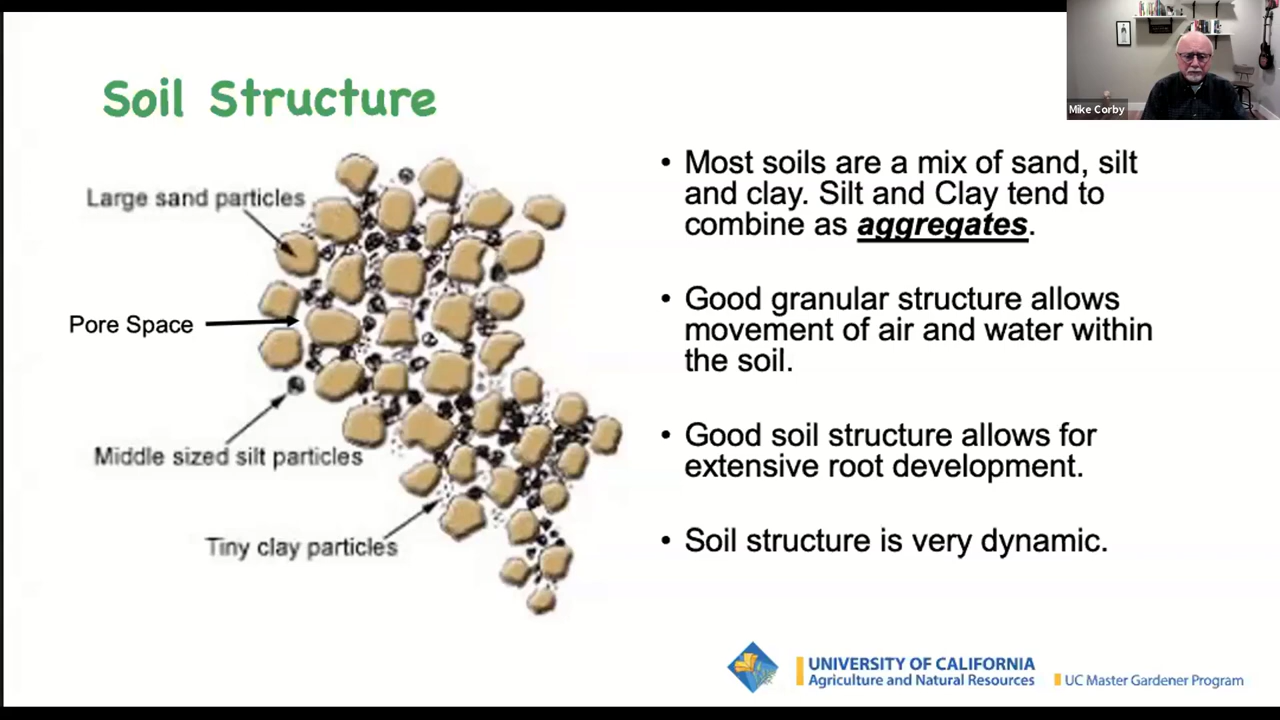 Soil Structure
Mike Corby
Large sand particles
Pore Space
Middle sized silt particles
Tiny clay particles
• Most soils are a mix of sand, silt
and clay. Silt and Clay tend to
combine as aggregates.
• Good granular structure allows
movement of air and water within
the soil.
• Good soil structure allows for
extensive root development.
• Soil structure is very dynamic.
UNIVERSITY OF CALIFORNIA
Agriculture and Natural Resources
UC Master Gardener Program